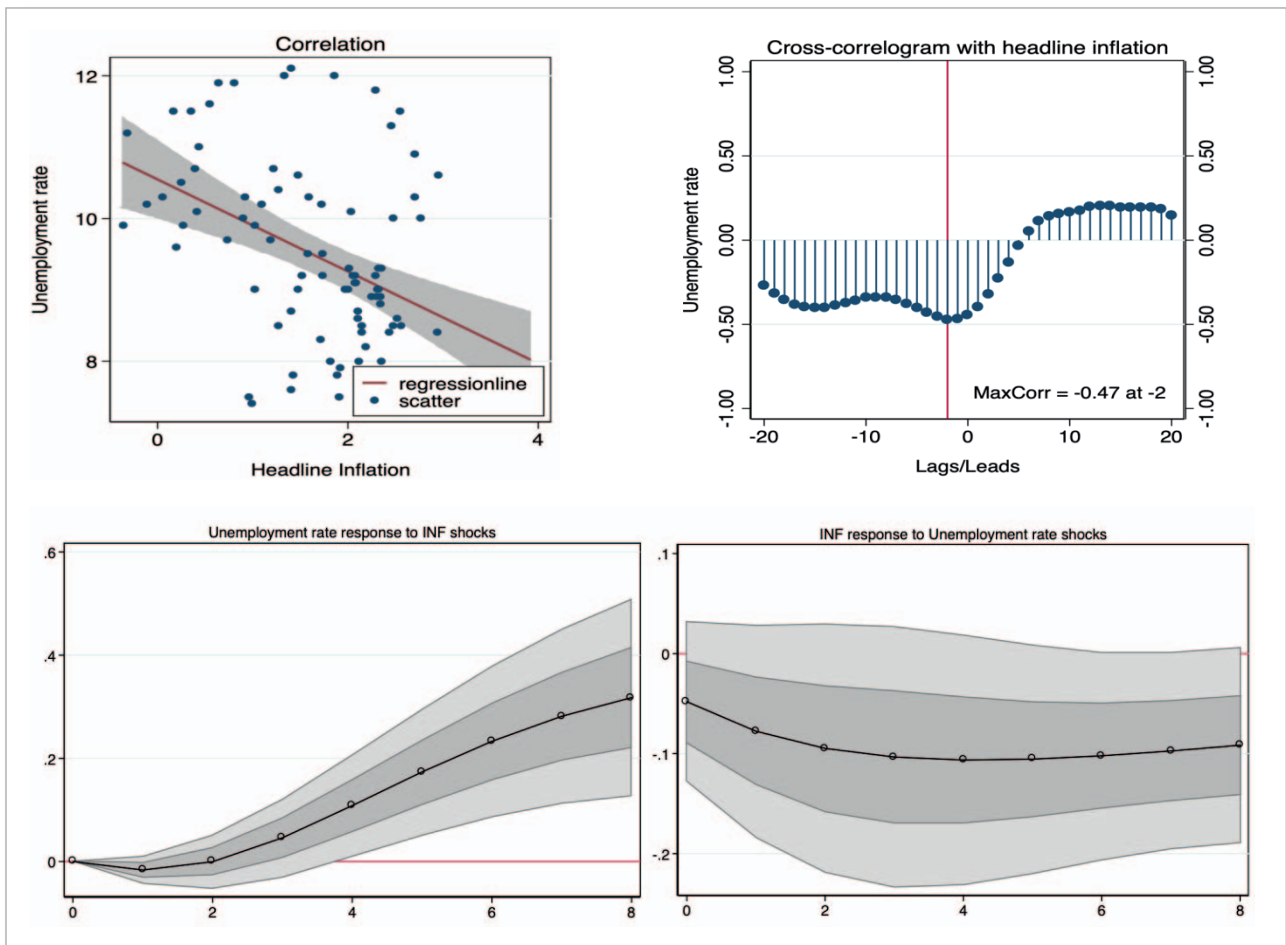 Correlation
12
10
8
Unemployment rate
regressionline
scatter
0 2 4
Headline Inflation
Cross-correlogram with headline inflation
1.00 1.00
0.50 0.50
0.00 0.00
-0.50 -0.50
-1.00 -1.00
Unemployment rate
MaxCorr = -0.47 at -2
-20 -10 0 10 20
Lags/Leads
Unemployment rate response to INF shocks
.6
.4
.2
0
0 2 4 6 8
INF response to Unemployment rate shocks
.1
0
-.1
-.2
0 2 4 6 8